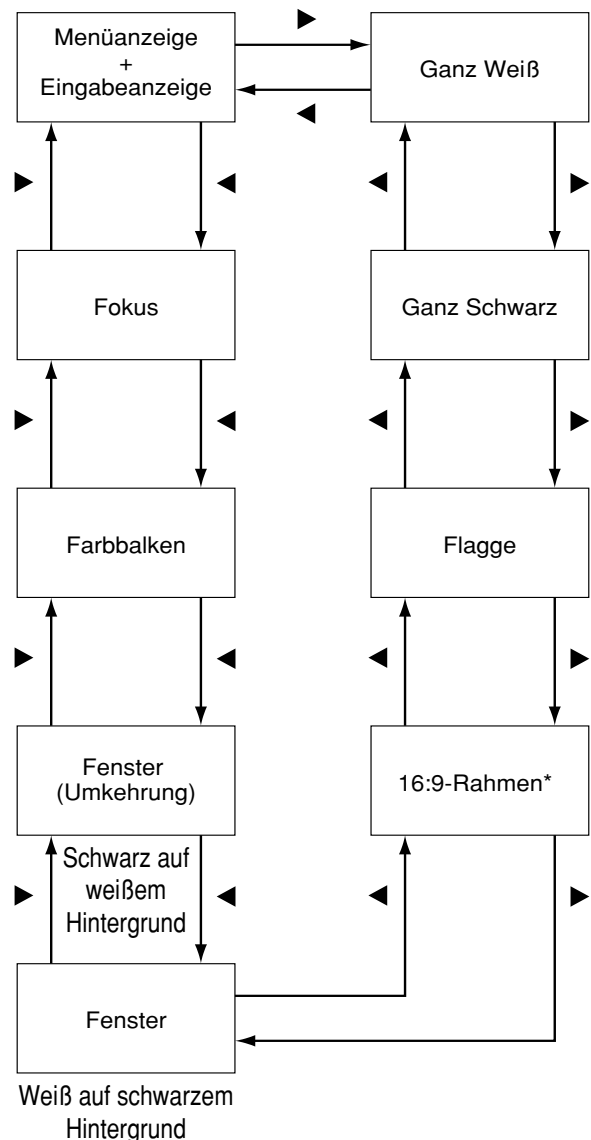 Menüanzeige
+
Eingabeanzeige
Ganz Weiß
Fokus
Ganz Schwarz
Farbbalken
Flagge
Fenster
(Umkehrung)
16:9-Rahmen*
Schwarz auf
weißem
Hintergrund
Fenster
Weiß auf schwarzem
Hintergrund